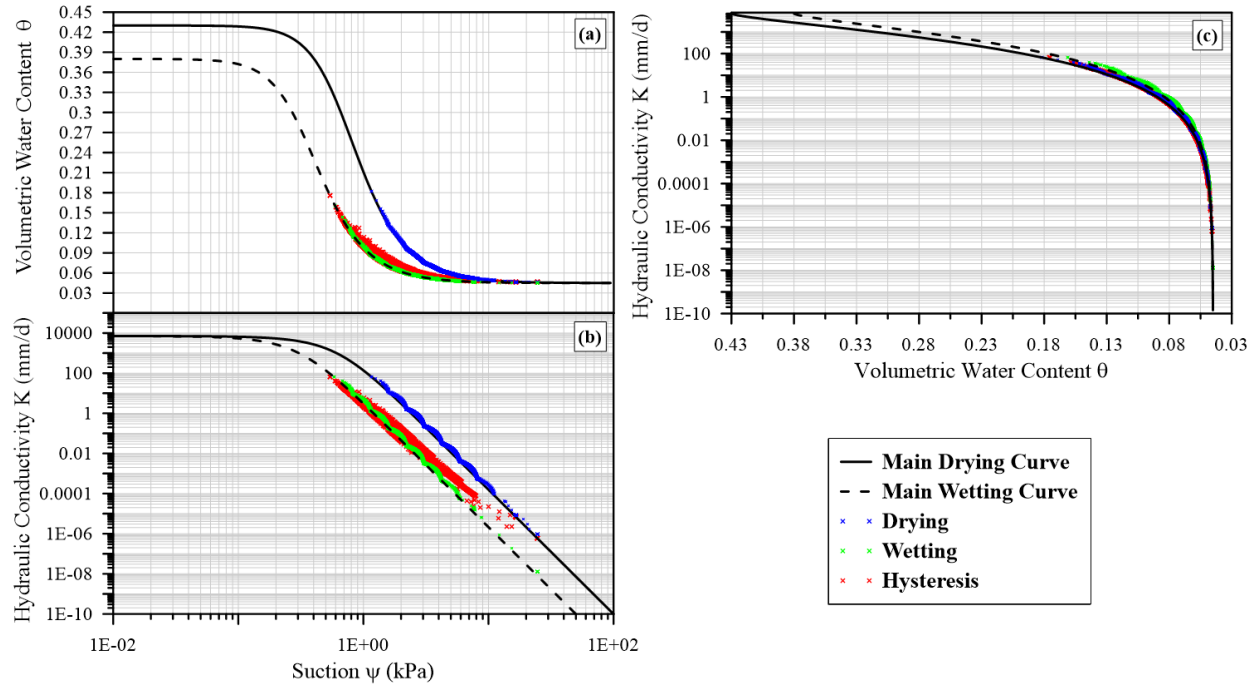 (a)
Volumetric Water Content θ
0.45
0.42
0.39
0.36
0.33
0.3
0.27
0.24
0.21
0.18
0.15
0.12
0.09
0.06
0.03
(b)
Hydraulic Conductivity K (mm/d)
10000
100
1
0.01
0.0001
1E-06
1E-08
1E-10
1E-02
1E+00
1E+02
Suction ψ (kPa)
(c)
Hydraulic Conductivity K (mm/d)
100
1
0.01
0.0001
1E-06
1E-08
1E-10
0.43 0.38 0.33 0.28 0.23 0.18 0.13 0.08 0.03
Volumetric Water Content θ
Main Drying Curve
Main Wetting Curve
Drying
Wetting
Hysteresis